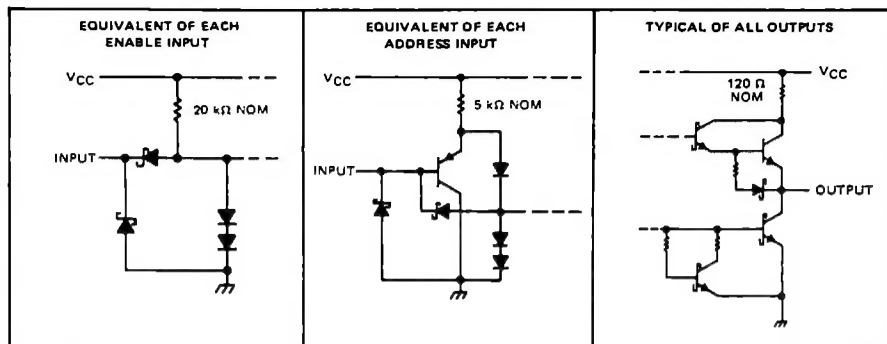 EQUIVALENT OF EACH
ENABLE INPUT
VCC
20 kΩ NOM
INPUT
EQUIVALENT OF EACH
ADDRESS INPUT
VCC
5 kΩ NOM
INPUT
TYPICAL OF ALL OUTPUTS
VCC
120 Ω
NOM
OUTPUT